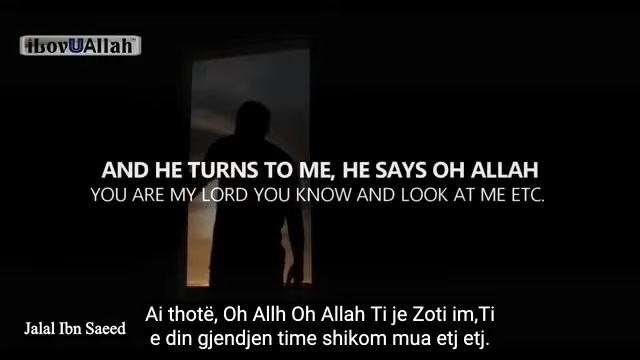 iLovUAllah
AND HE TURNS TO ME, HE SAYS OH ALLAH
YOU ARE MY LORD YOU KNOW AND LOOK AT ME ETC.
Ai thotë, Oh Allh Oh Allah Ti je Zoti im,Ti
e din gjendjen time shikom mua etj etj.
Jalal Ibn Saeed